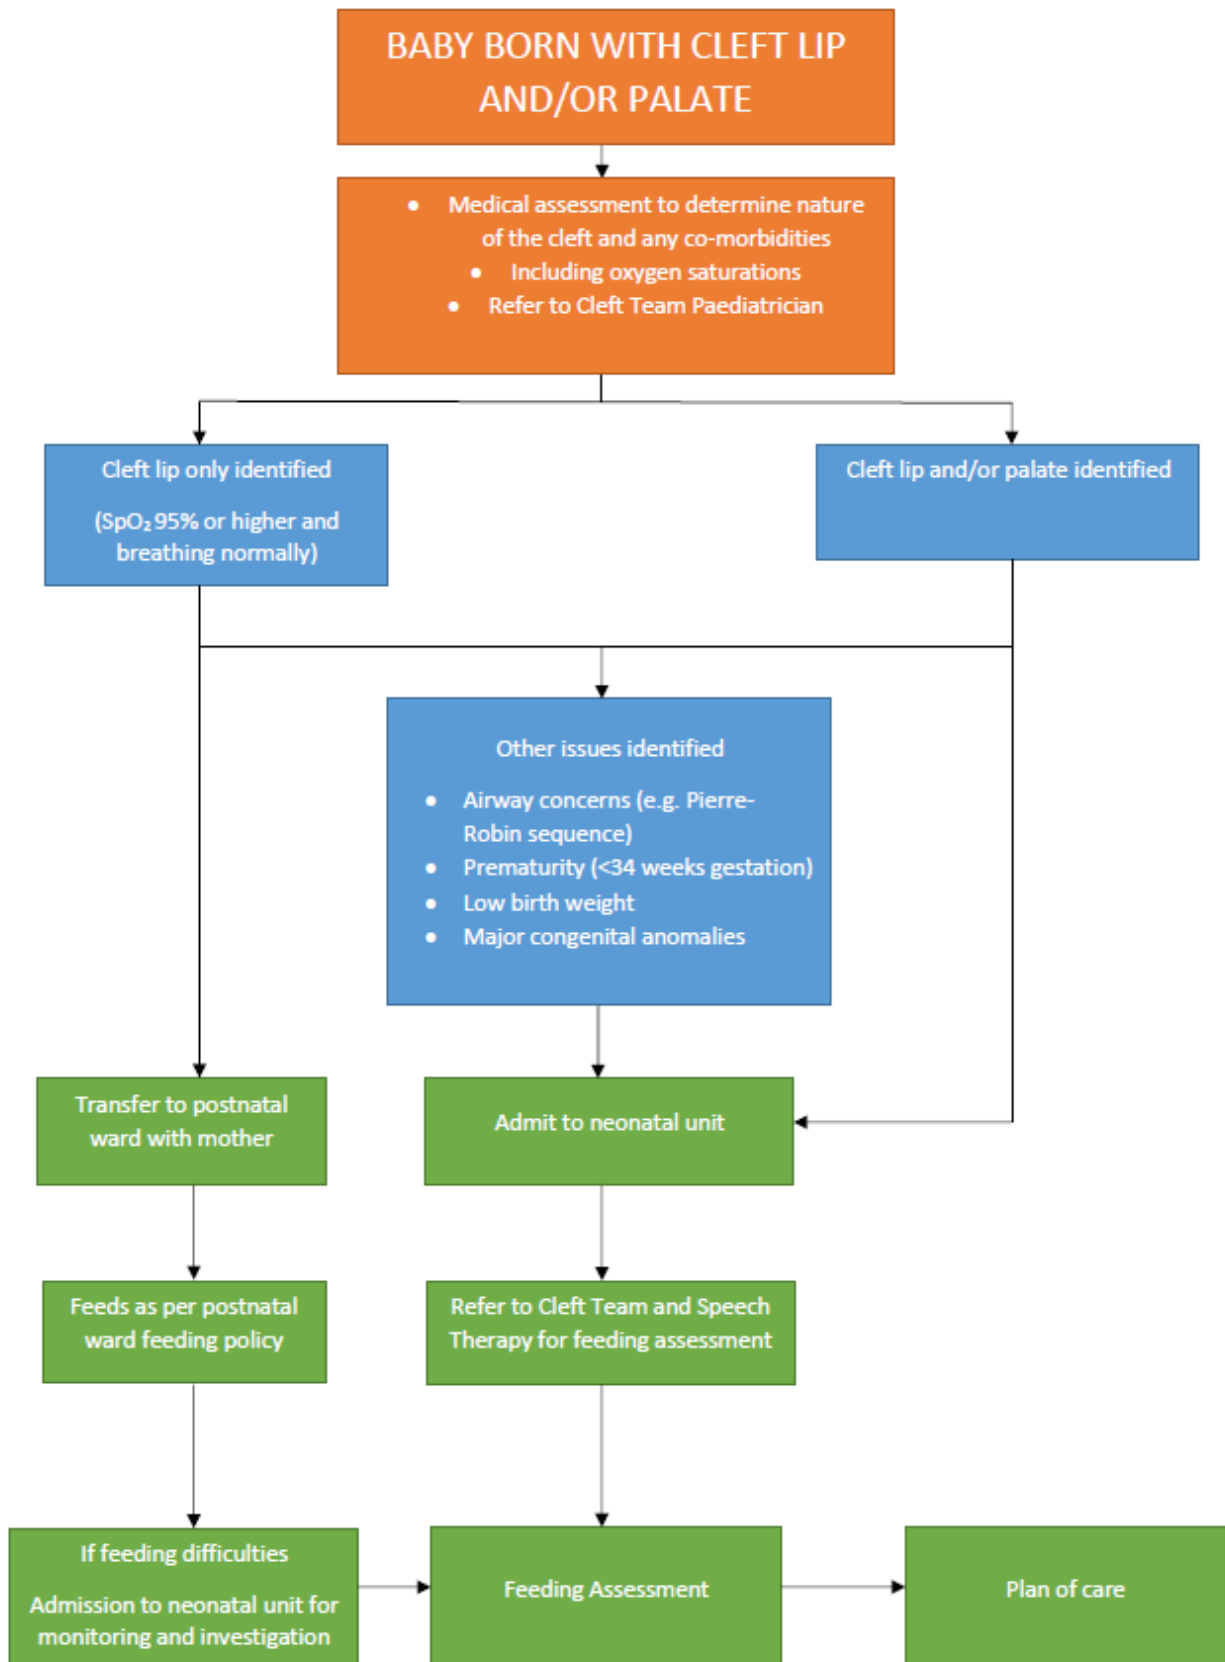 BABY BORN WITH CLEFT LIP
AND/OR PALATE
● Medical assessment to determine nature
of the cleft and any co-morbidities
● Including oxygen saturations
● Refer to Cleft Team Paediatrician
Cleft lip only identified
(SpO₂ 95% or higher and
breathing normally)
Cleft lip and/or palate identified
Other issues identified
● Airway concerns (e.g. Pierre-
Robin sequence)
● Prematurity (<34 weeks gestation)
● Low birth weight
● Major congenital anomalies
Transfer to postnatal
ward with mother
Admit to neonatal unit
Feeds as per postnatal
ward feeding policy
Refer to Cleft Team and Speech
Therapy for feeding assessment
If feeding difficulties
Admission to neonatal unit for
monitoring and investigation
Feeding Assessment
Plan of care